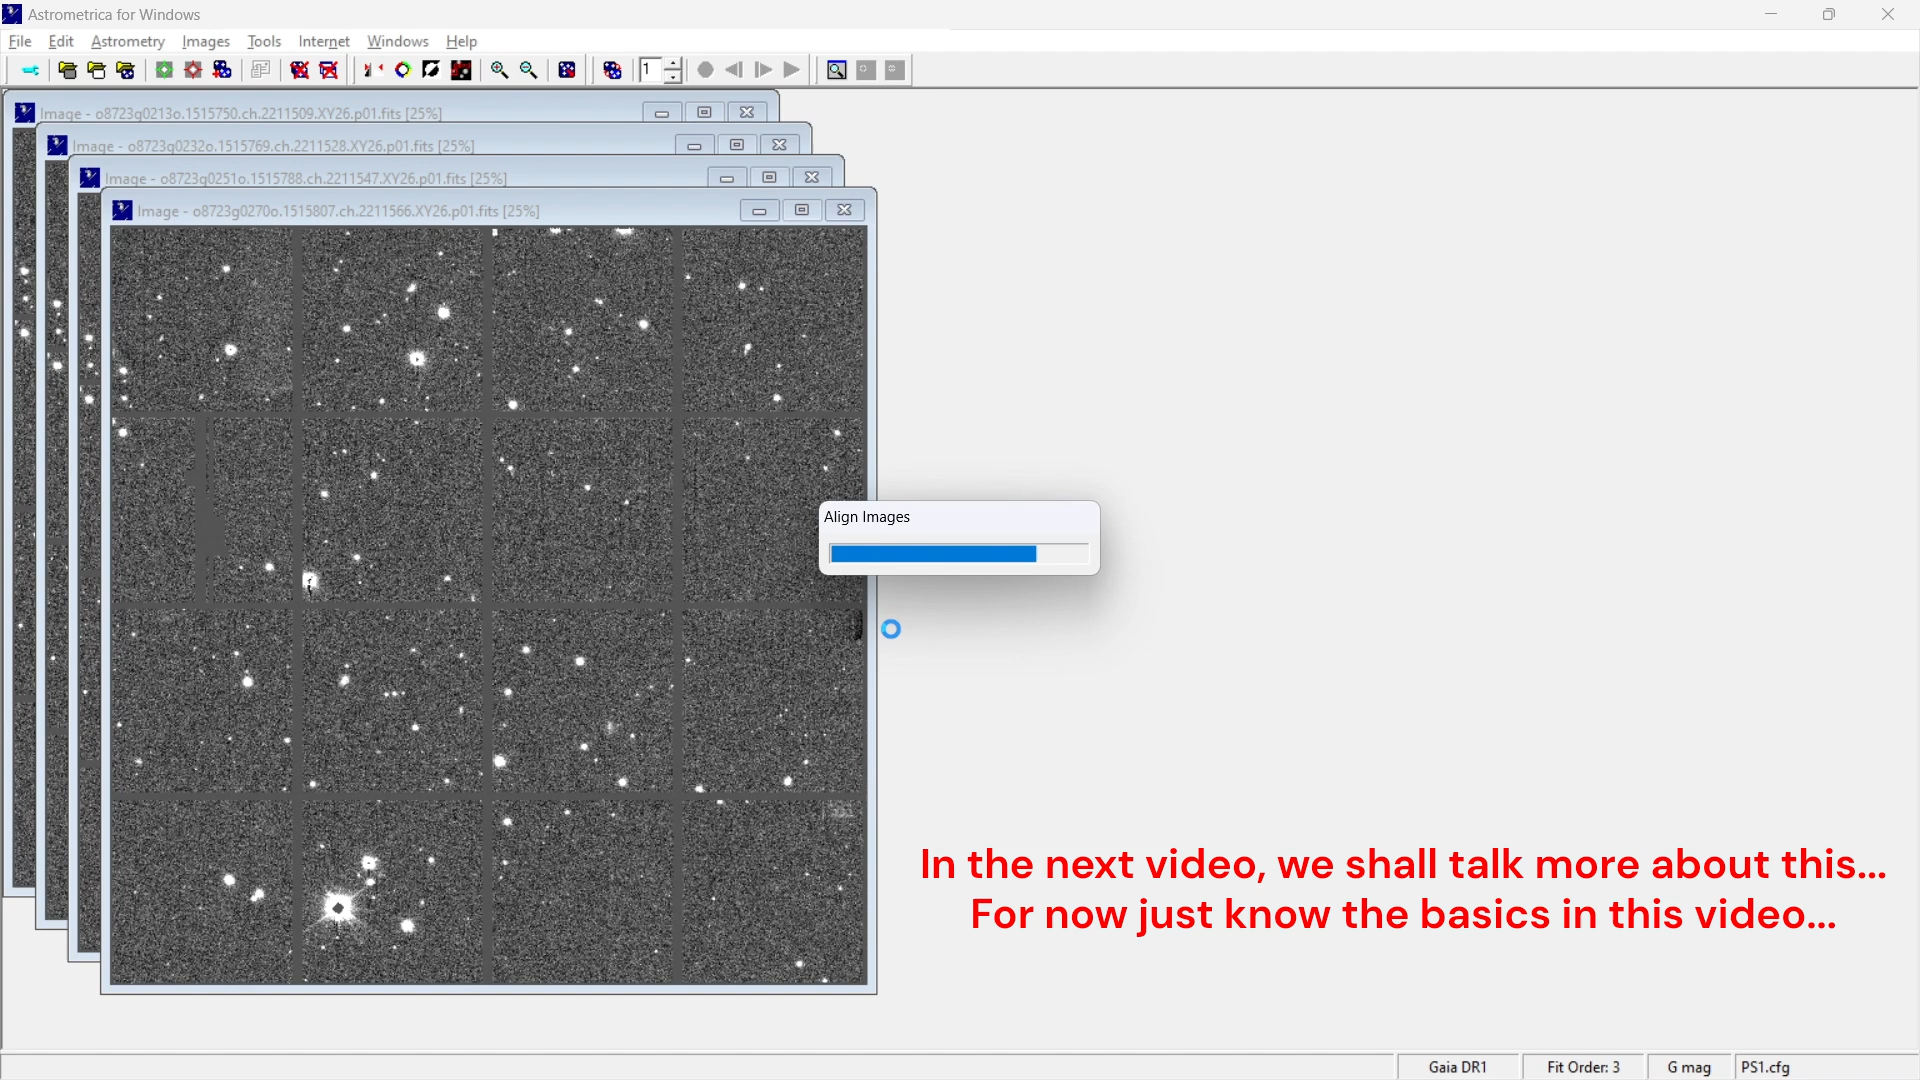 Astrometrica for Windows
File Edit Astrometry Images Tools Internet Windows Help
1
Image - o8723g0213o.1515750.ch.2211509.XY26.p01.fits [25%]
Image - o8723g0232o.1515769.ch.2211528.XY26.p01.fits [25%]
Image - o8723g0251o.1515788.ch.2211547.XY26.p01.fits [25%]
Image - o8723g0270o.1515807.ch.2211566.XY26.p01.fits [25%]
Align Images
In the next video, we shall talk more about this...
For now just know the basics in this video...
Gaia DR1 Fit Order: 3 G mag PS1.cfg